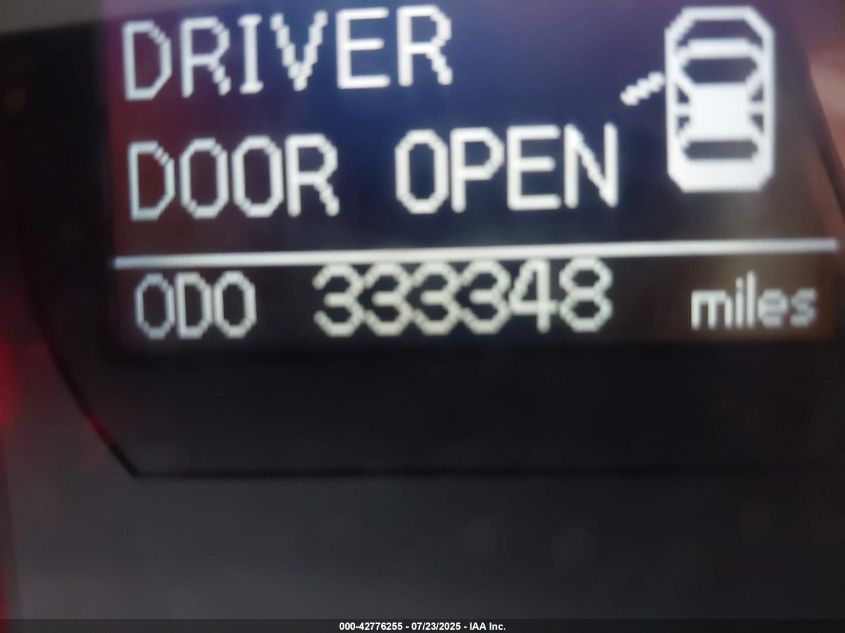 DRIVER
DOOR OPEN
ODO 333348 miles
000-42776255 - 07/23/2025 - IAA Inc.